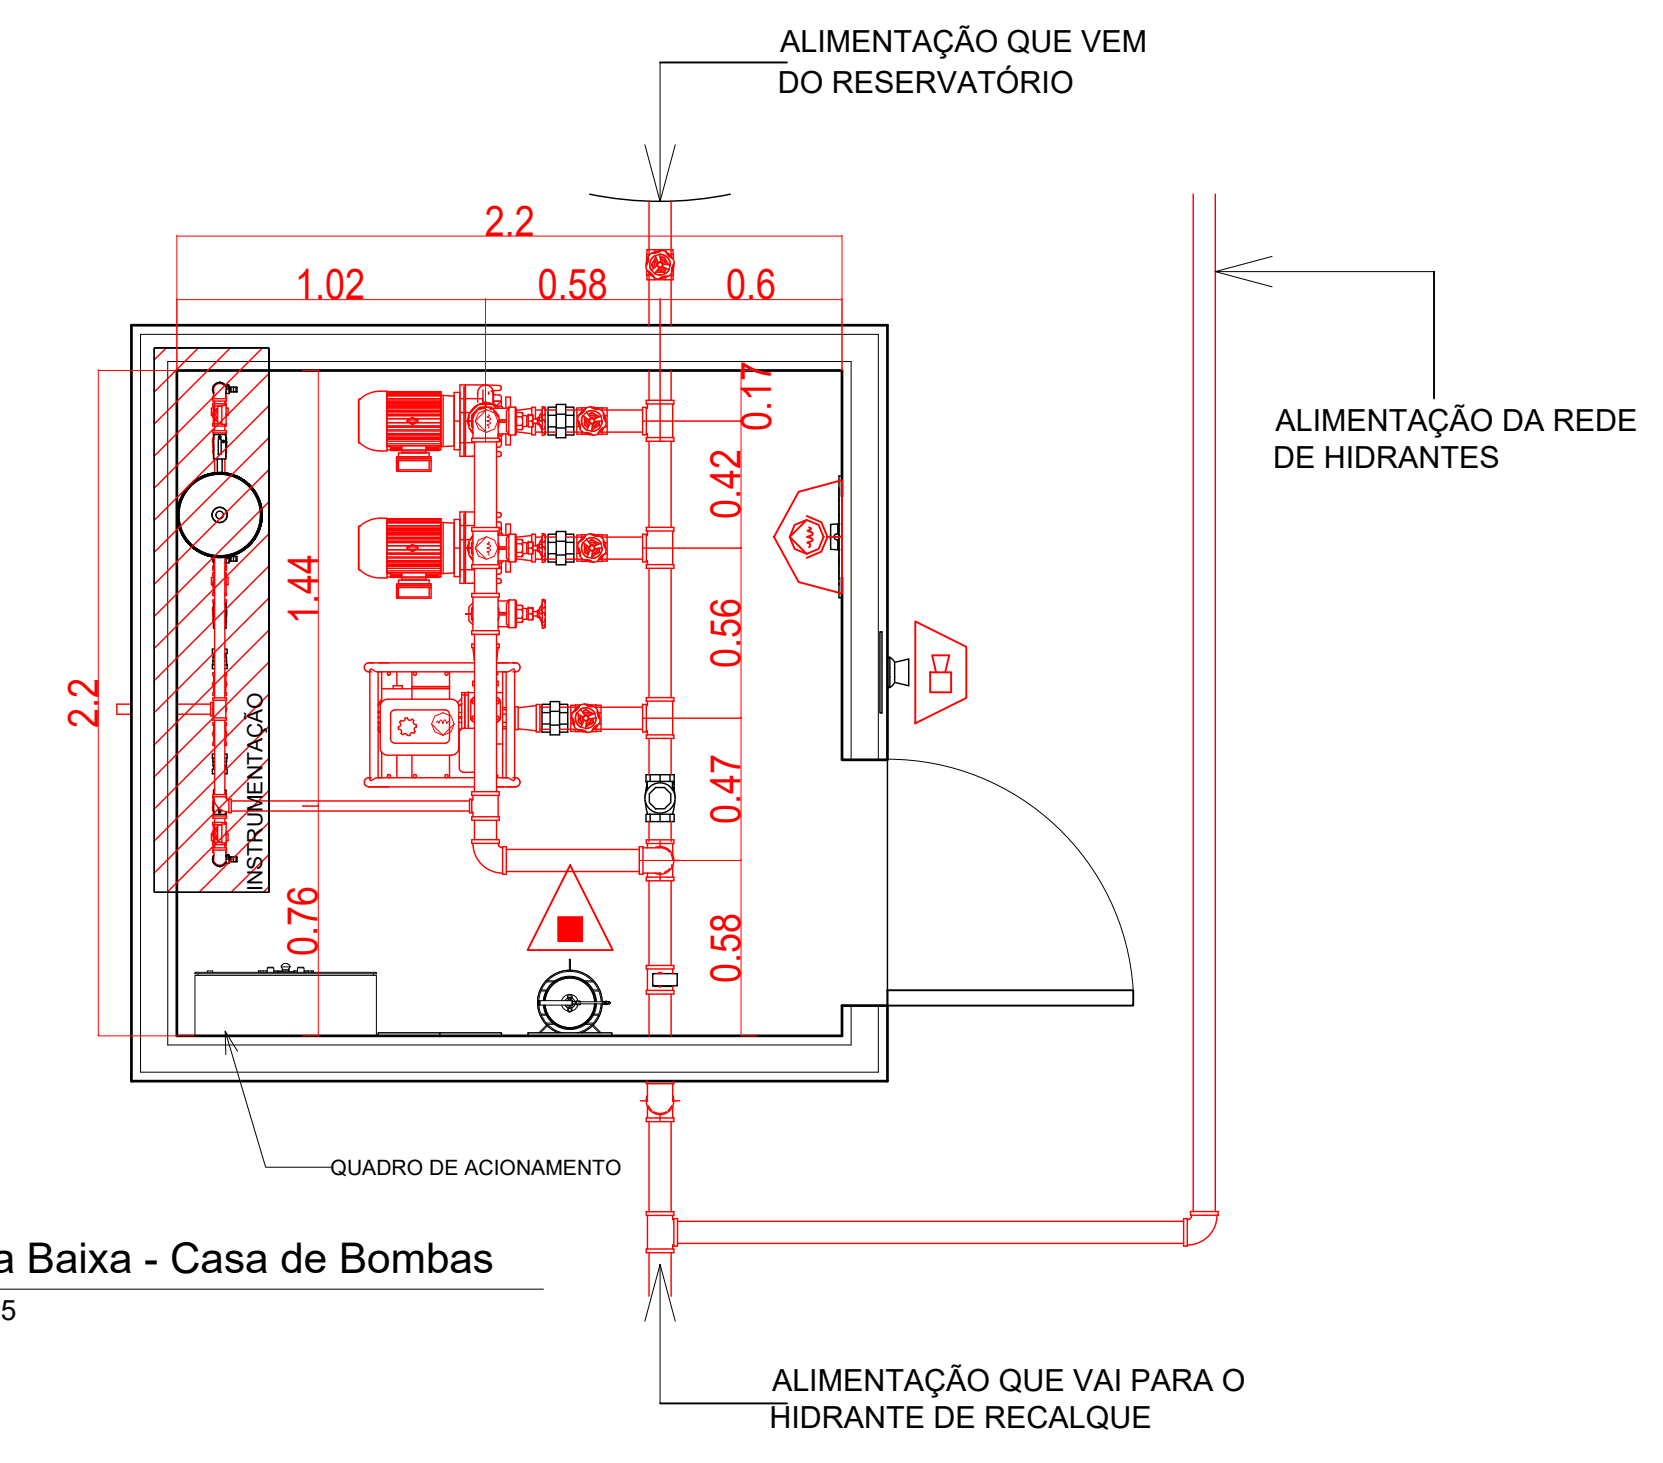 ALIMENTAÇÃO QUE VEM
DO RESERVATÓRIO
2.2
1.02
0.58
0.6
0.17
ALIMENTAÇÃO DA REDE
DE HIDRANTES
0.42
1.44
0.56
2.2
INSTRUMENTAÇÃO
0.47
0.76
0.58
QUADRO DE ACIONAMENTO
a Baixa - Casa de Bombas
5
ALIMENTAÇÃO QUE VAI PARA O
HIDRANTE DE RECALQUE